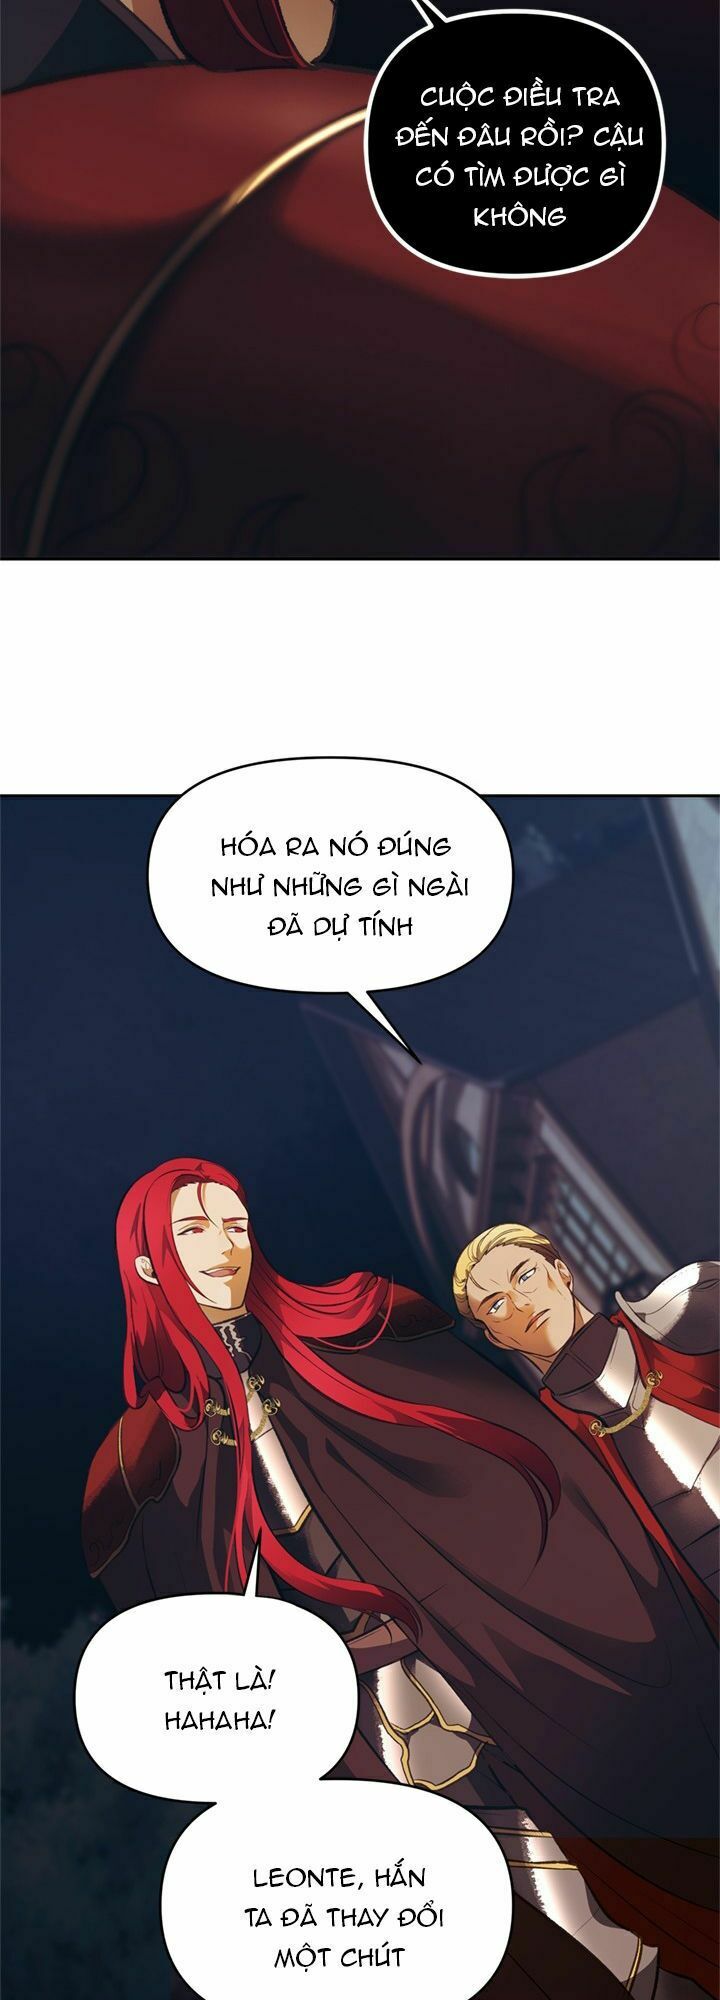 CUỘC ĐIỀU TRA
ĐẾN ĐÂU RỒI? CẬU
CÓ TÌM ĐƯỢC GÌ
KHÔNG
HÓA RA NÓ ĐÚNG
NHƯ NHỮNG GÌ NGÀI
ĐÃ DỰ TÍNH
THẬT LÀ!
HAHAHA!
LEONTE, HẮN
TA ĐÃ THAY ĐỔI
MỘT CHÚT